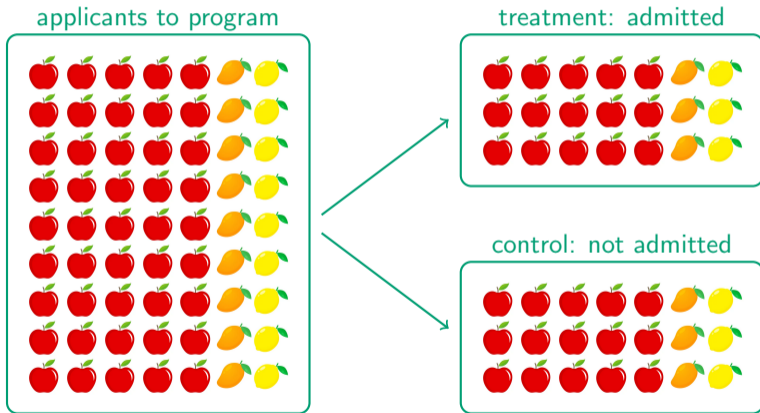 applicants to program
treatment: admitted
control: not admitted